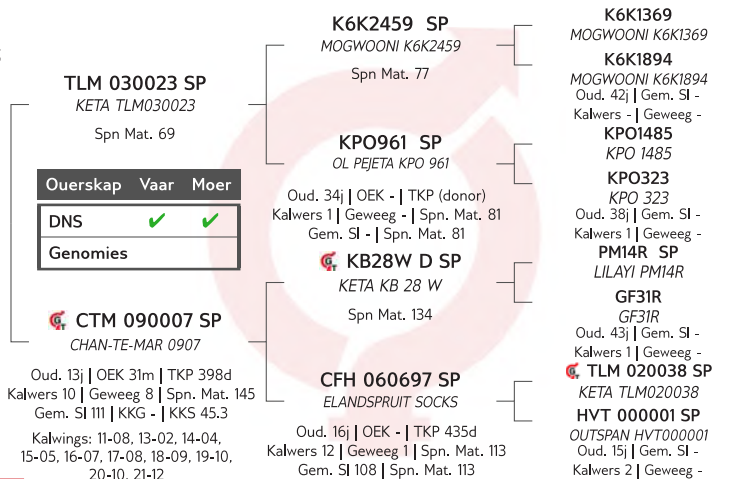 TLM 030023 SP
KETA TLM030023
Spn Mat. 69
Ouerskap Vaar Moer
DNS ✔ ✔
Genomies
CTM 090007 SP
CHAN-TE-MAR 0907
Oud. 13j | OEK 31m | TKP 398d
Kalwers 10 | Geweeg 8 | Spn. Mat. 145
Gem. SI 111 | KKG - | KKS 45.3
Kalwings: 11-08, 13-02, 14-04,
15-05, 16-07, 17-08, 18-09, 19-10,
20-10, 21-12
K6K2459 SP
MOGWOONI K6K2459
Spn Mat. 77
KPO961 SP
OL PEJETA KPO 961
Oud. 34j | OEK - | TKP (donor)
Kalwers 1 | Geweeg - | Spn. Mat. 81
Gem. SI - | Spn. Mat. 81
KB28W D SP
KETA KB 28 W
Spn Mat. 134
CFH 060697 SP
ELANDSPRUIT SOCKS
Oud. 16j | OEK - | TKP 435d
Kalwers 12 | Geweeg 1 | Spn. Mat. 113
Gem. SI 108 | Spn. Mat. 113
K6K1369
MOGWOONI K6K1369
K6K1894
MOGWOONI K6K1894
Oud. 42j | Gem. SI -
Kalwers - | Geweeg -
KPO1485
KPO 1485
KPO323
KPO 323
Oud. 38j | Gem. SI -
Kalwers 1 | Geweeg -
PM14R SP
LILAYI PM14R
GF31R
GF31R
Oud. 43j | Gem. SI -
Kalwers 1 | Geweeg -
TLM 020038 SP
KETA TLM020038
HVT 000001 SP
OUTSPAN HVT000001
Oud. 15j | Gem. SI -
Kalwers 2 | Geweeg -